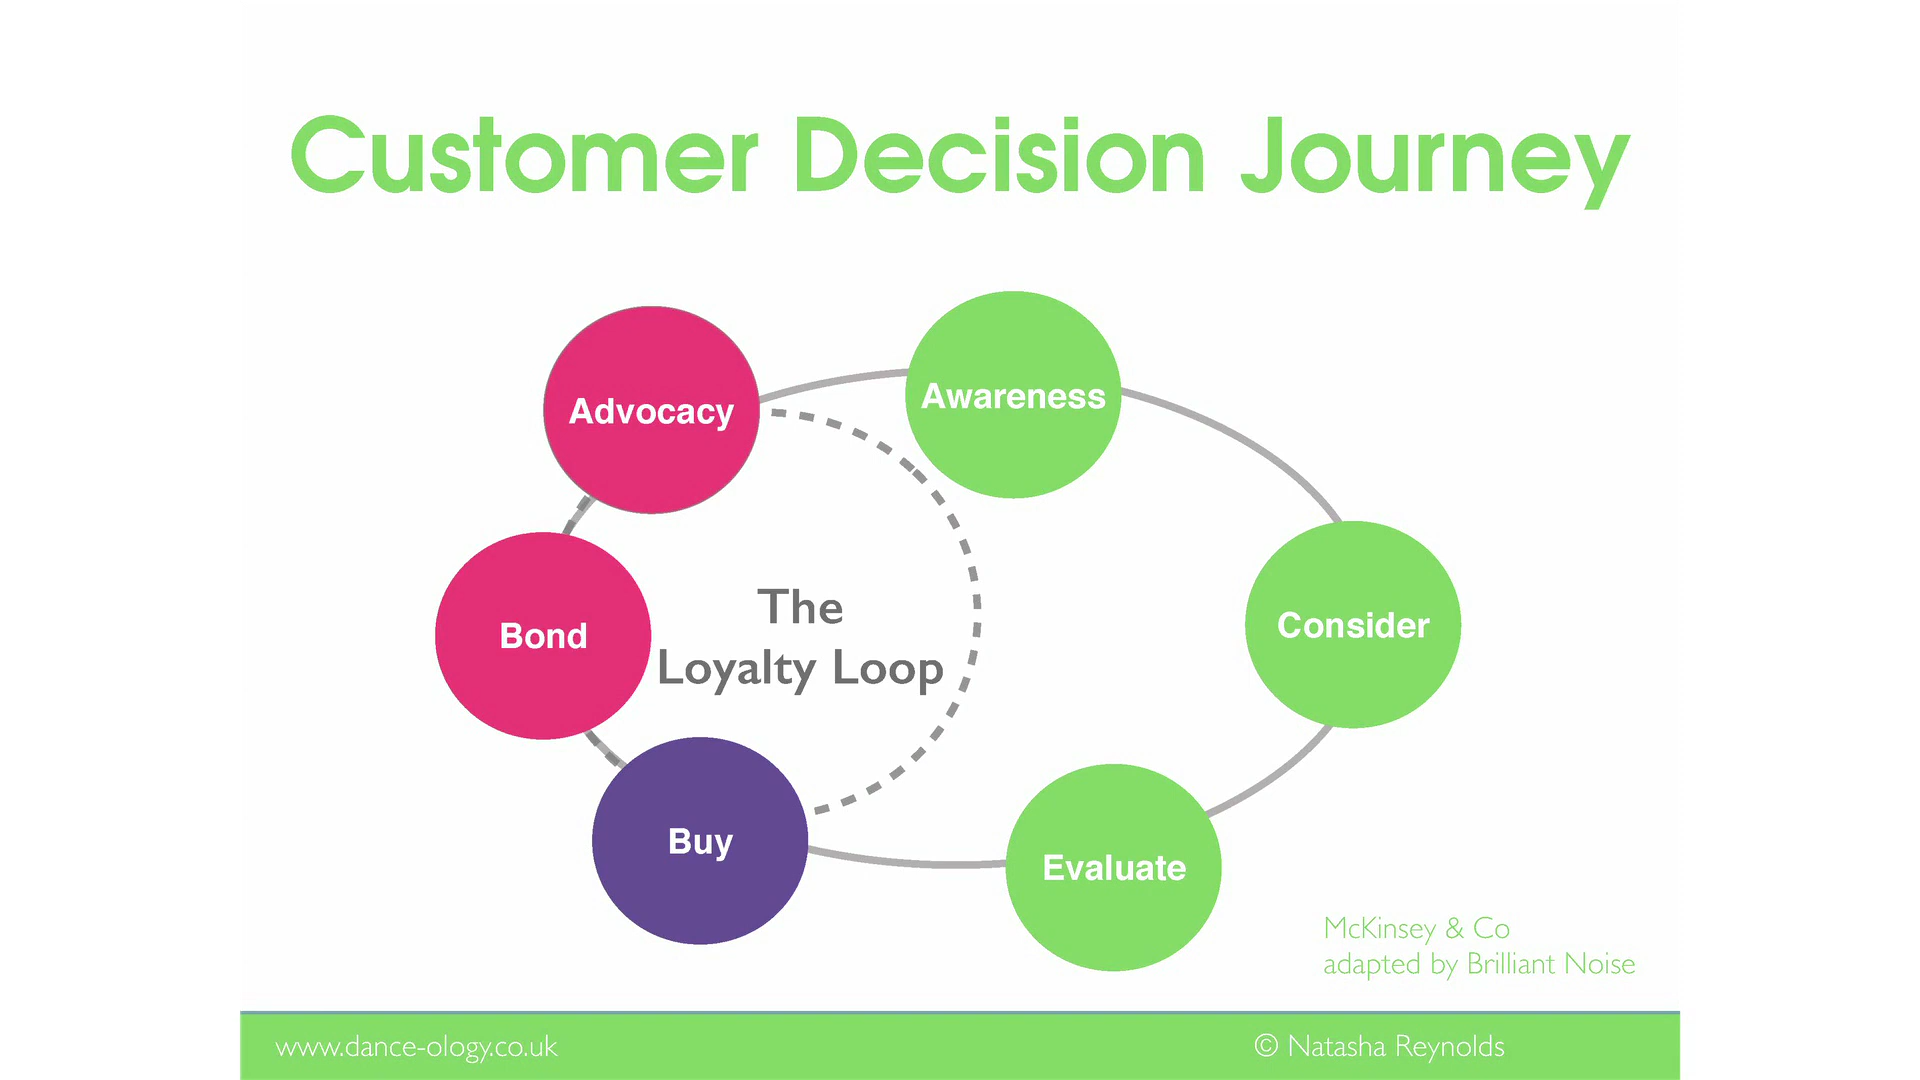 Customer Decision Journey
Advocacy
Awareness
Bond
The
Loyalty Loop
Consider
Buy
Evaluate
McKinsey & Co
adapted by Brilliant Noise
www.dance-ology.co.uk
© Natasha Reynolds